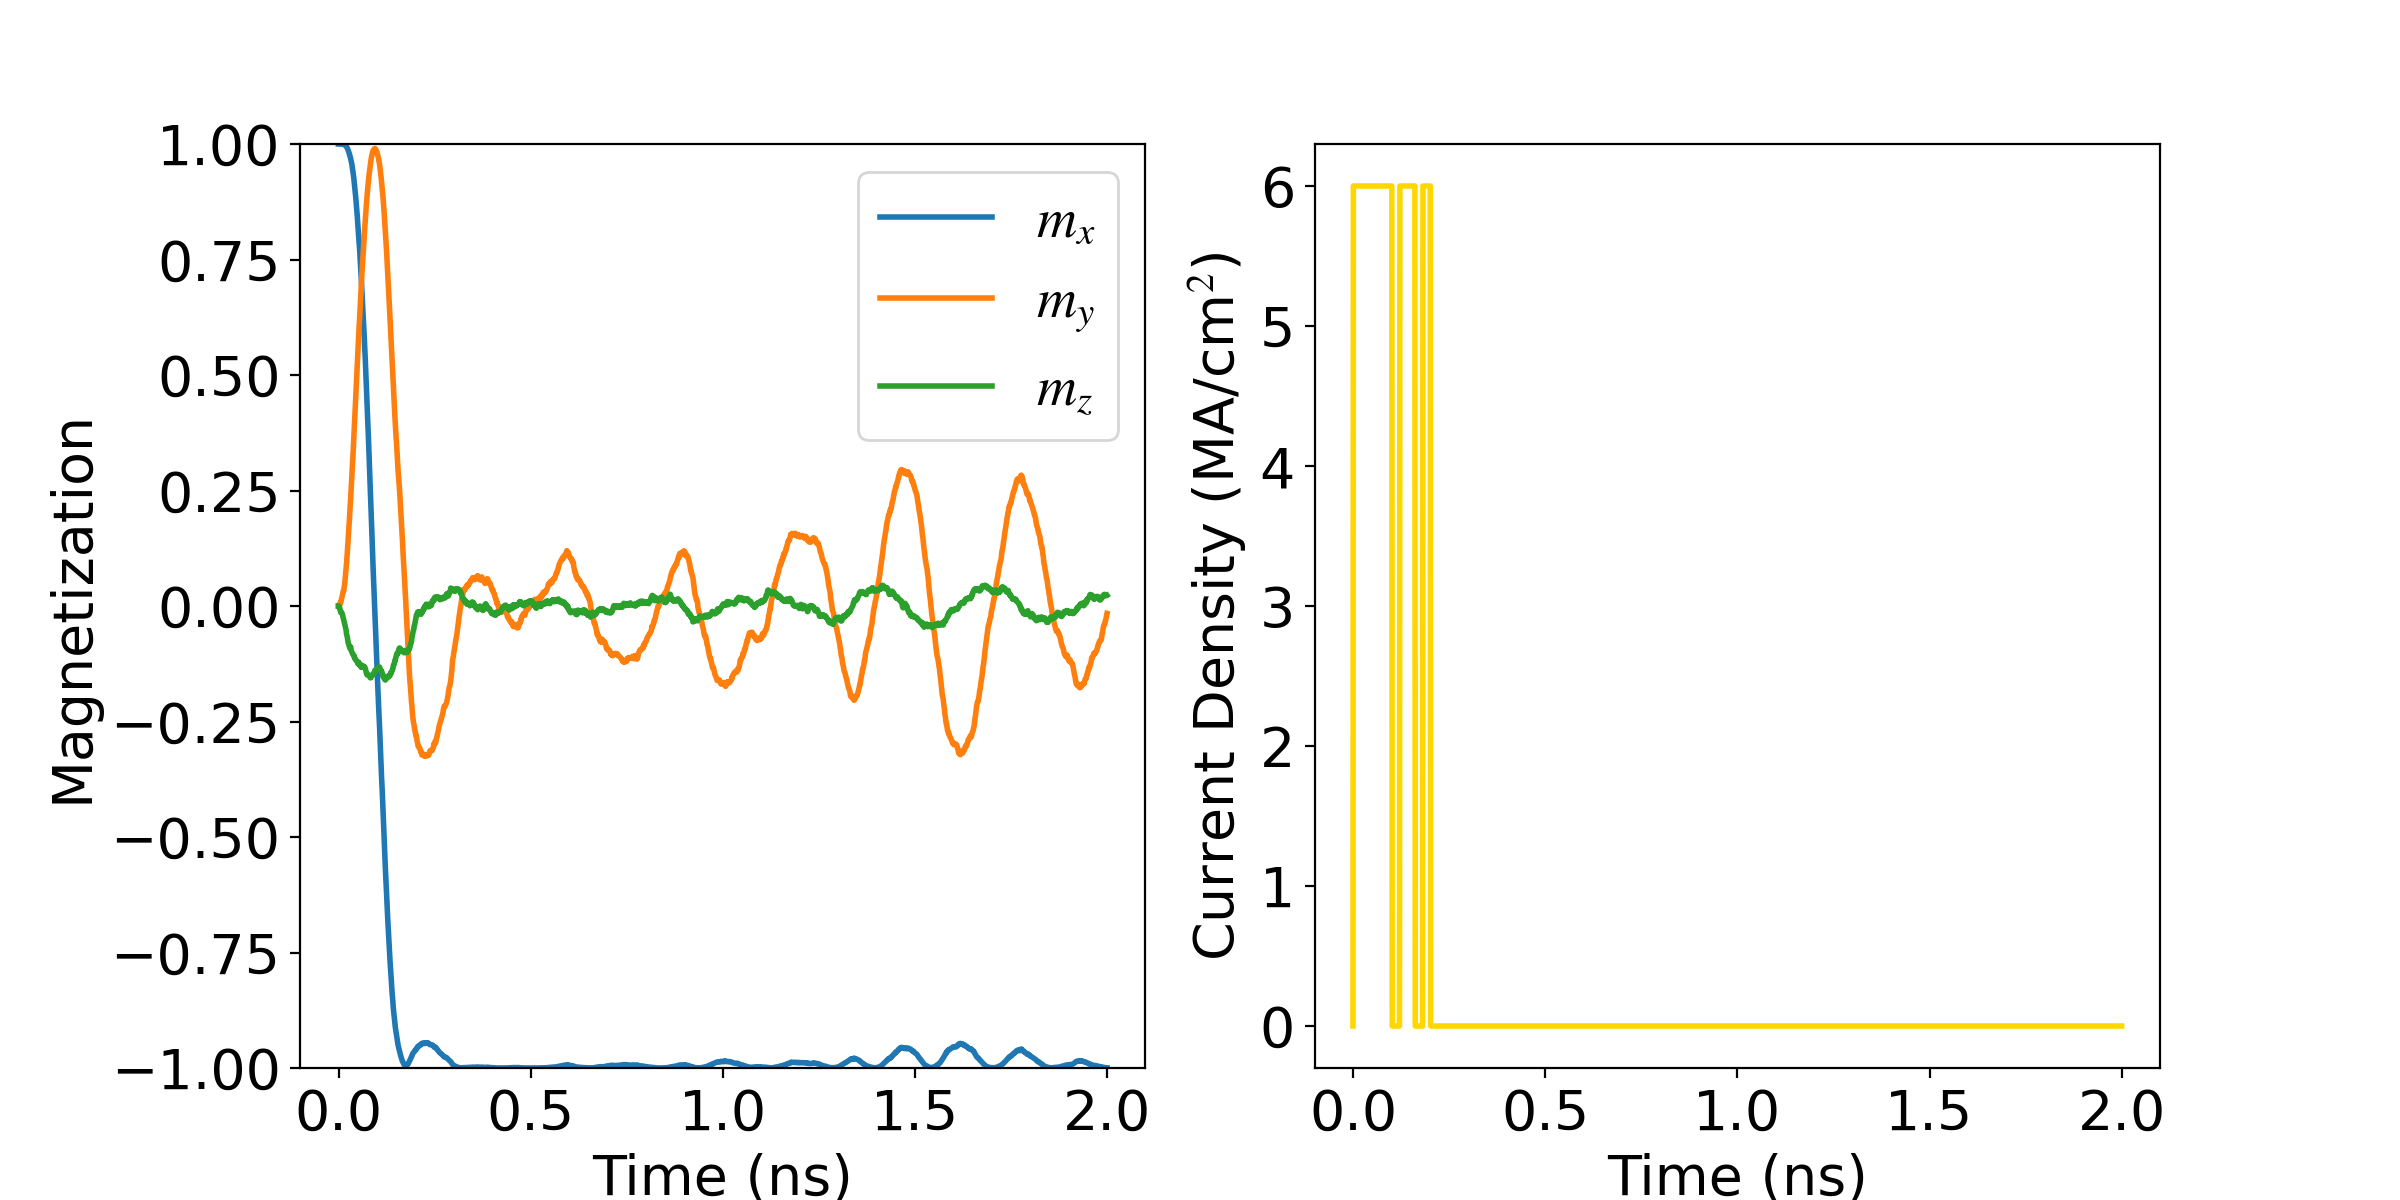 Magnetization
1.00
0.75
0.50
0.25
0.00
−0.25
−0.50
−0.75
−1.00
0.0 0.5 1.0 1.5 2.0
Time (ns)
m_x
m_y
m_z
Current Density (MA/cm²)
6
5
4
3
2
1
0
0.0 0.5 1.0 1.5 2.0
Time (ns)